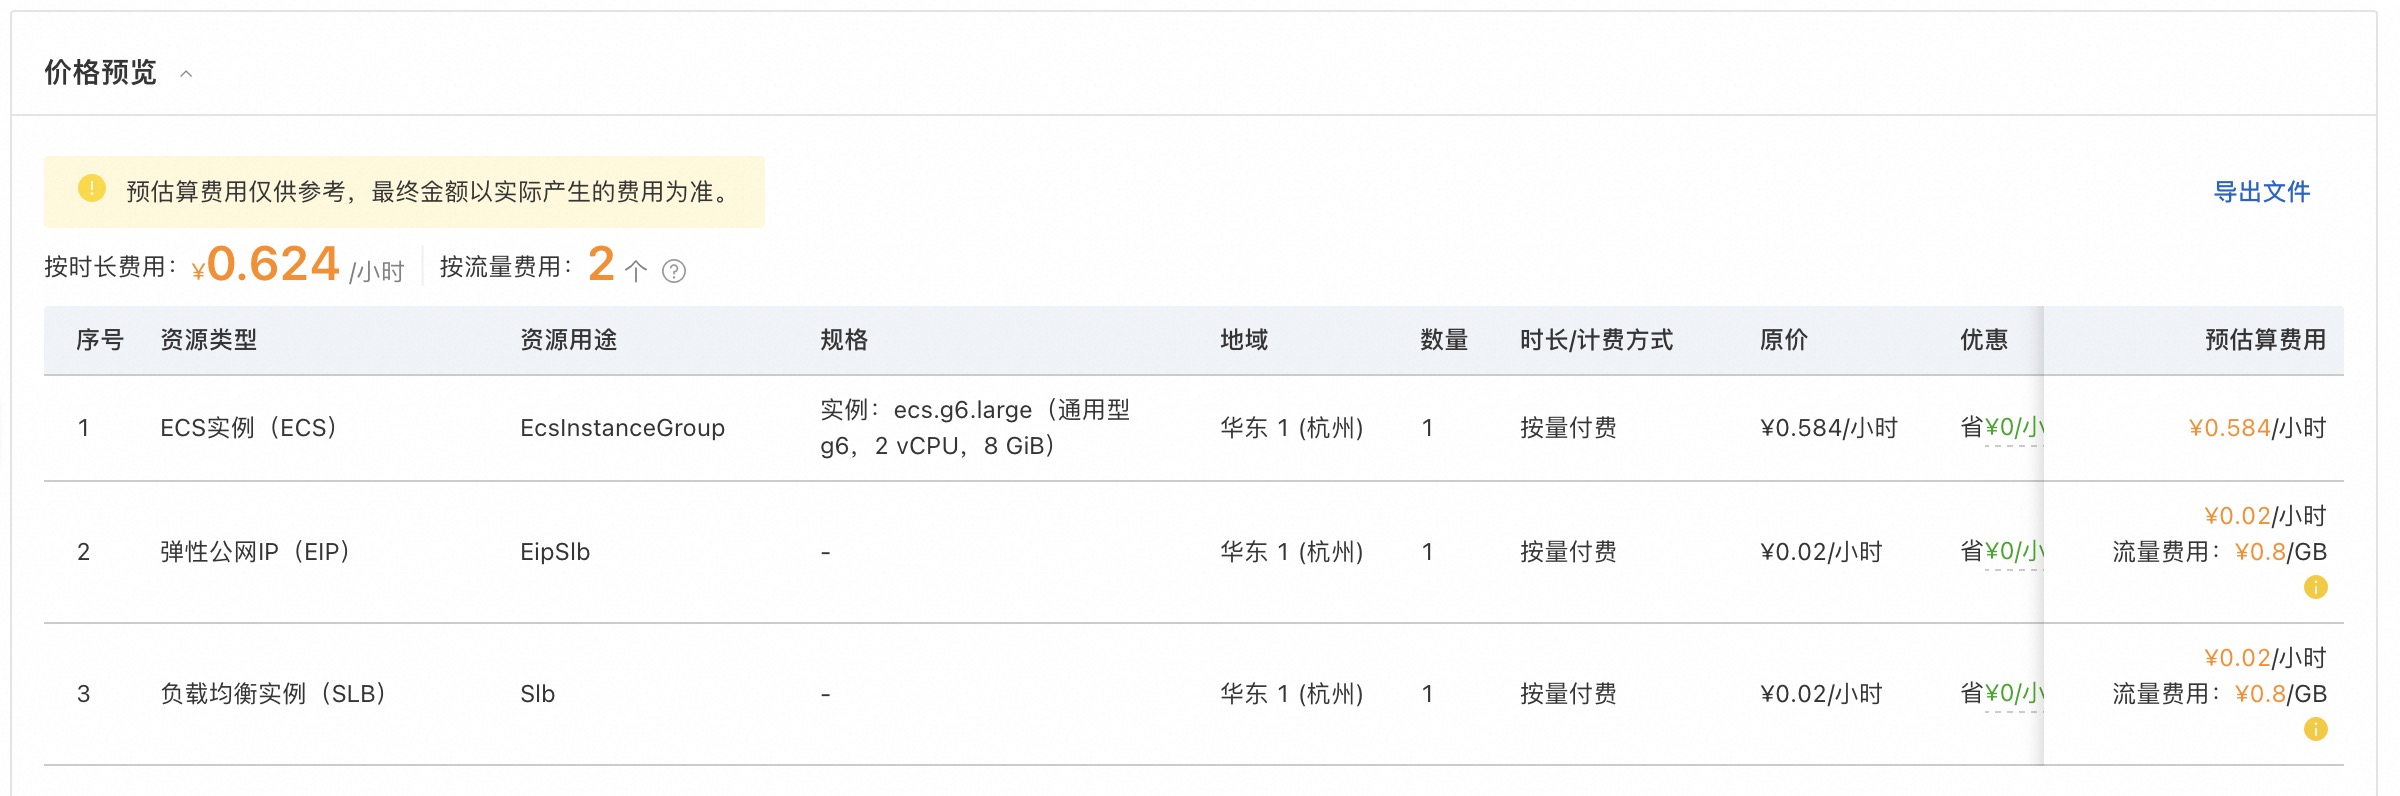 价格预览
预估算费用仅供参考，最终金额以实际产生的费用为准。
导出文件
按时长费用：¥0.624 /小时 按流量费用：2 个
序号 资源类型 资源用途 规格 地域 数量 时长/计费方式 原价 优惠 预估算费用
1 ECS实例（ECS） EcsInstanceGroup 实例：ecs.g6.large（通用型
g6，2 vCPU，8 GiB） 华东 1 (杭州) 1 按量付费 ¥0.584/小时 省¥0/小 ¥0.584/小时
2 弹性公网IP（EIP） EipSlb - 华东 1 (杭州) 1 按量付费 ¥0.02/小时 省¥0/小 ¥0.02/小时
流量费用：¥0.8/GB
3 负载均衡实例（SLB） Slb - 华东 1 (杭州) 1 按量付费 ¥0.02/小时 省¥0/小 ¥0.02/小时
流量费用：¥0.8/GB